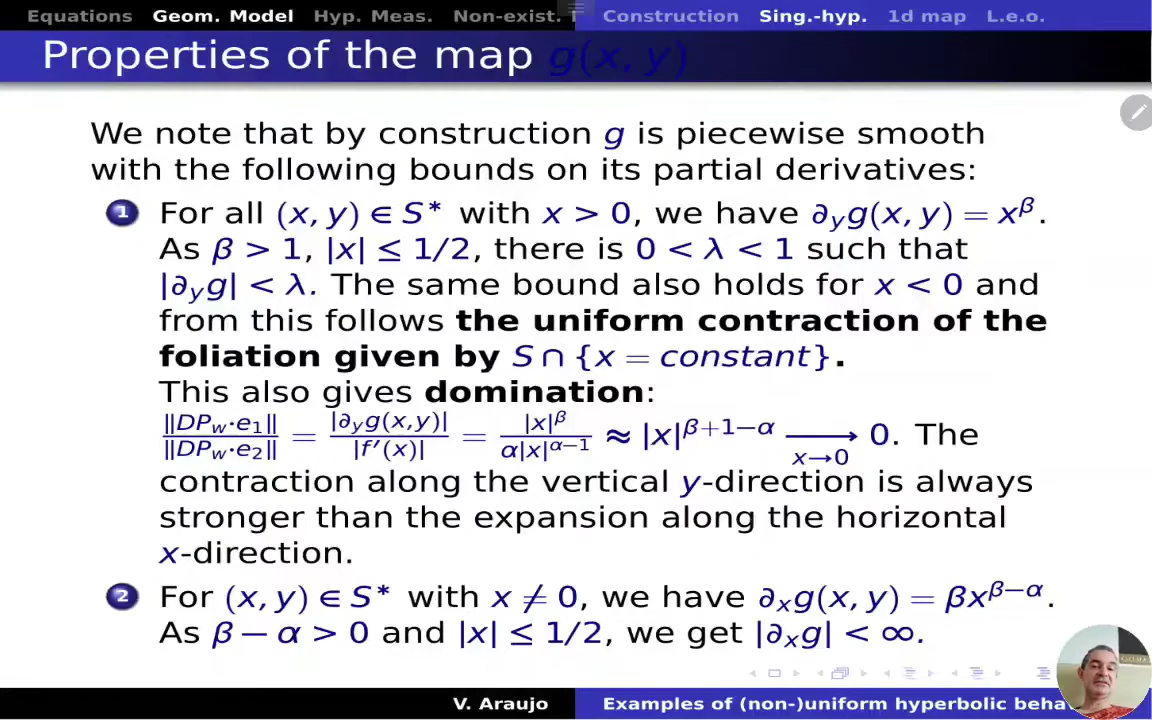 Equations Geom. Model Hyp. Meas. Non-exist. Construction Sing.-hyp. 1d map L.e.o.
Properties of the map g(x, y)
We note that by construction g is piecewise smooth
with the following bounds on its partial derivatives:
1 For all (x, y) ∈ S* with x > 0, we have ∂_y g(x, y) = x^β.
As β > 1, |x| ≤ 1/2, there is 0 < λ < 1 such that
|∂_y g| < λ. The same bound also holds for x < 0 and
from this follows the uniform contraction of the
foliation given by S ∩ {x = constant}.
This also gives domination:
‖DP_w·e_1‖/‖DP_w·e_2‖ = |∂_y g(x,y)|/|f′(x)| = |x|^β/α|x|^{α−1} ≈ |x|^{β+1−α} ⟶_{x→0} 0. The
contraction along the vertical y-direction is always
stronger than the expansion along the horizontal
x-direction.
2 For (x, y) ∈ S* with x ≠ 0, we have ∂_x g(x, y) = βx^{β−α}.
As β − α > 0 and |x| ≤ 1/2, we get |∂_x g| < ∞.
V. Araujo Examples of (non-)uniform hyperbolic